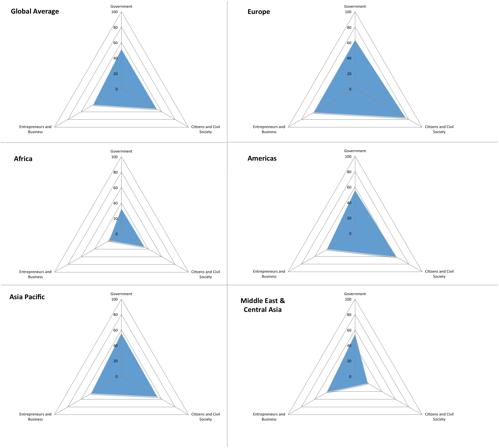 Global Average
Government
100
80
60
40
20
0
Entrepreneurs and
Business
Citizens and Civil
Society
Europe
Government
100
80
60
40
20
0
Entrepreneurs and
Business
Citizens and Civil
Society
Africa
Government
100
80
60
40
20
0
Entrepreneurs and
Business
Citizens and Civil
Society
Americas
Government
100
80
60
40
20
0
Entrepreneurs and
Business
Citizens and Civil
Society
Asia Pacific
Government
100
80
60
40
20
0
Entrepreneurs and
Business
Citizens and Civil
Society
Middle East &
Central Asia
Government
100
80
60
40
20
0
Entrepreneurs and
Business
Citizens and Civil
Society